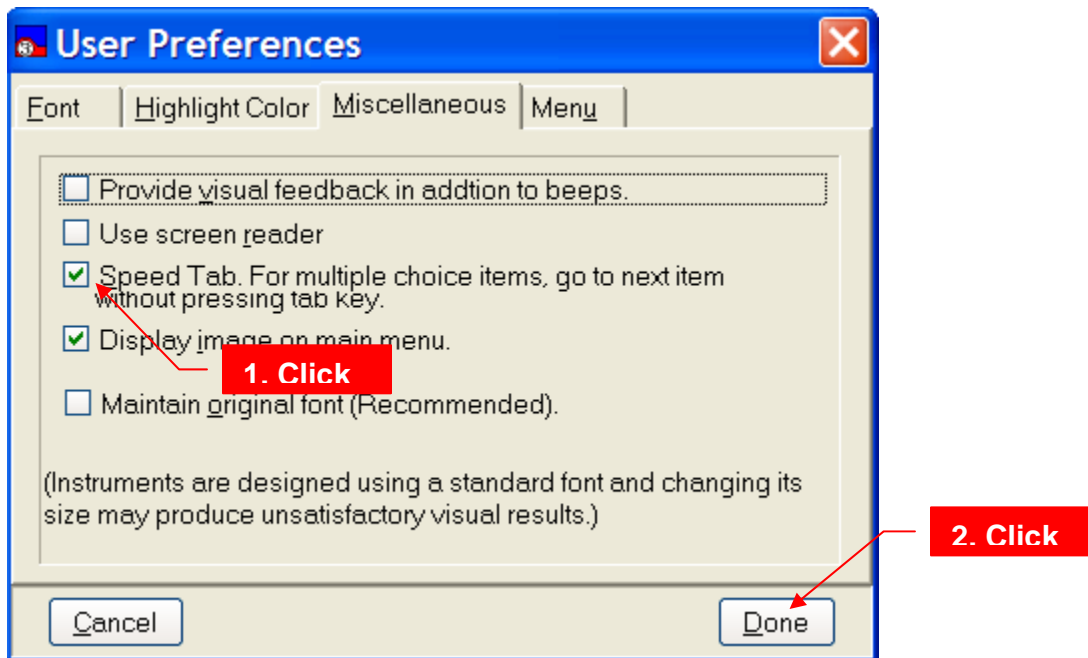 3 User Preferences
Font Highlight Color Miscellaneous Menu
Provide visual feedback in addtion to beeps.
Use screen reader
Speed Tab. For multiple choice items, go to next item
without pressing tab key.
Display image on main menu.
1. Click
Maintain original font (Recommended).
(Instruments are designed using a standard font and changing its
size may produce unsatisfactory visual results.)
2. Click
Cancel Done